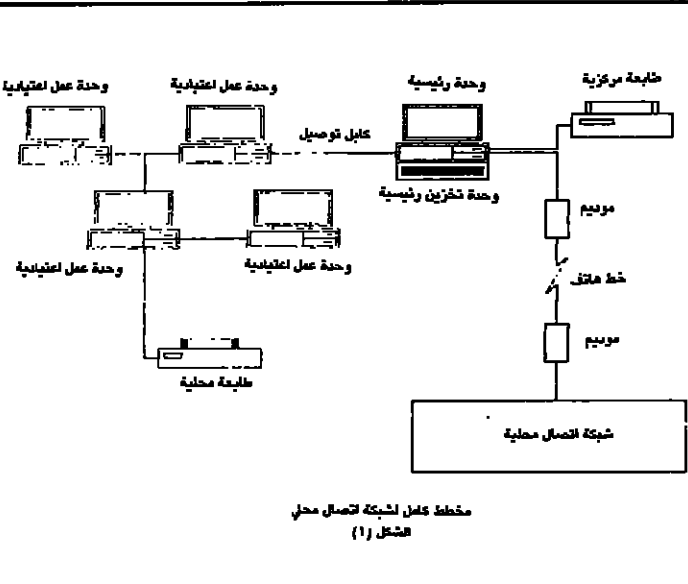 طابعة مركزية
وحدة رئيسية
وحدة عمل اعتيادية
وحدة عمل اعتيادية
كابل توصيل
وحدة تخزين رئيسية
موديم
وحدة عمل اعتيادية
وحدة عمل اعتيادية
خط هاتف
موديم
طابعة محلية
شبكة اتصال محلية
مخطط كامل لشبكة اتصال محلي
الشكل (١)